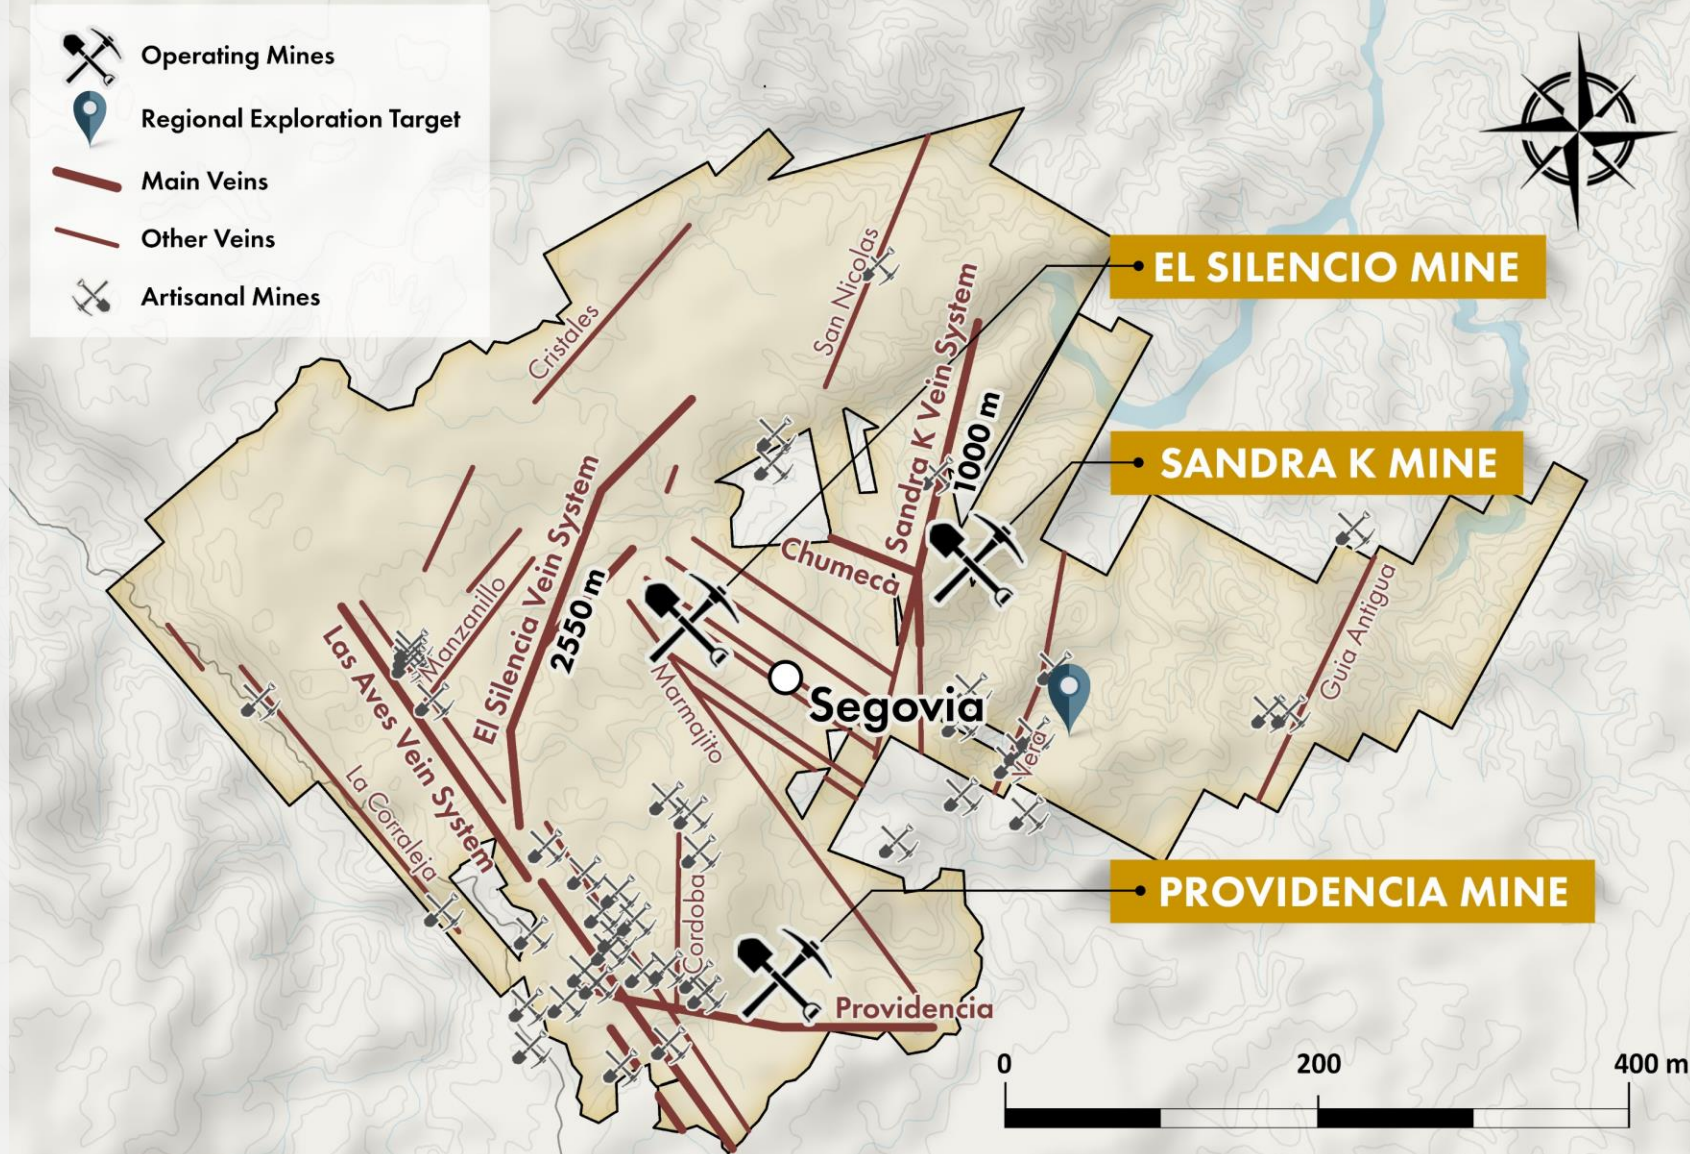 Operating Mines
Regional Exploration Target
Main Veins
Other Veins
Artisanal Mines
EL SILENCIO MINE
San Nicolas
Cristales
Sandra K Vein System
1000 m
SANDRA K MINE
El Silencia Vein System
2550 m
Chumeca
Manzanillo
Guia Antigua
Las Aves Vein System
Marmajito
Segovia
Vera
La Corraleja
Cordoba
PROVIDENCIA MINE
Providencia
0 200 400 m